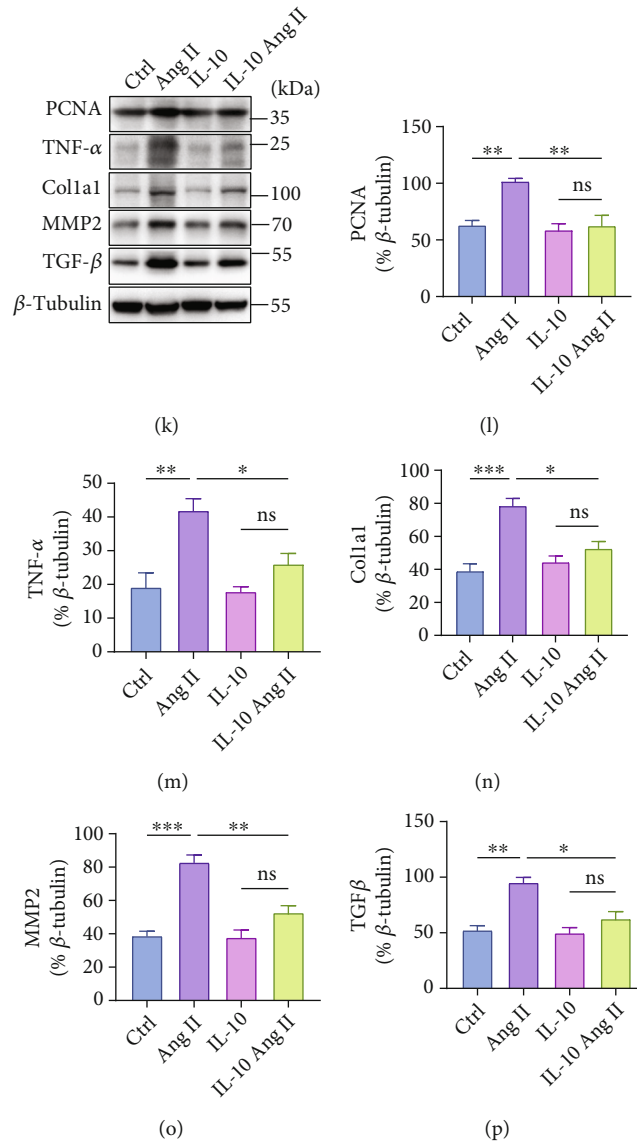 Ctrl Ang II IL-10 IL-10 Ang II
(kDa)
PCNA
35
TNF-α
25
Col1a1
100
MMP2
70
TGF-β
55
β-Tubulin
55
(k)
** **
ns
150
100
50
0
PCNA
(% β-tubulin)
Ctrl Ang II IL-10 IL-10 Ang II
(l)
** *
ns
50
40
30
20
10
0
TNF-α
(% β-tubulin)
Ctrl Ang II IL-10 IL-10 Ang II
(m)
*** *
ns
100
80
60
40
20
0
Col1a1
(% β-tubulin)
Ctrl Ang II IL-10 IL-10 Ang II
(n)
*** **
ns
100
80
60
40
20
0
MMP2
(% β-tubulin)
Ctrl Ang II IL-10 IL-10 Ang II
(o)
** *
ns
150
100
50
0
TGFβ
(% β-tubulin)
Ctrl Ang II IL-10 IL-10 Ang II
(p)